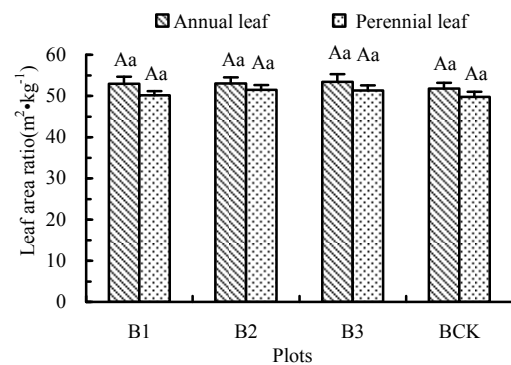 Annual leaf Perennial leaf
Leaf area ratio(m²•kg⁻¹)
60
50
40
30
20
10
0
Aa Aa Aa Aa Aa Aa Aa Aa
B1 B2 B3 BCK
Plots